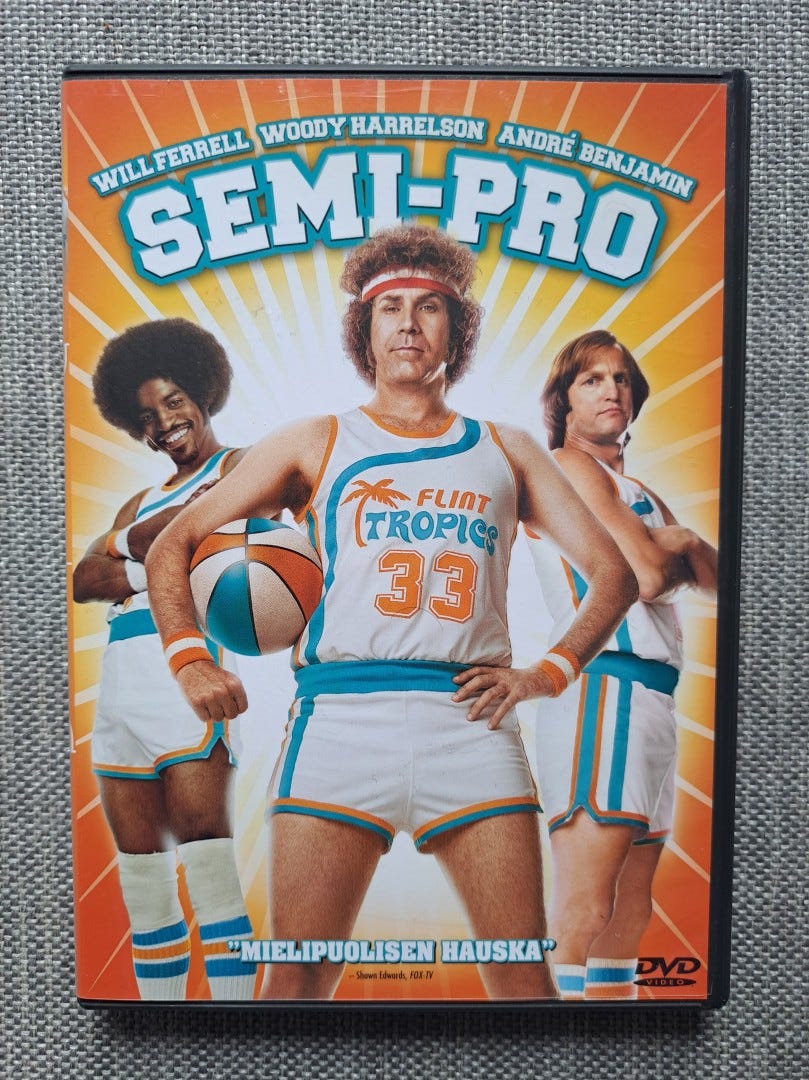 WILL FERRELL WOODY HARRELSON ANDRÉ BENJAMIN
SEMI-PRO
FLINT
TROPICS
33
"MIELIPUOLISEN HAUSKA"
– Shawn Edwards, FOX-TV
DVD
VIDEO